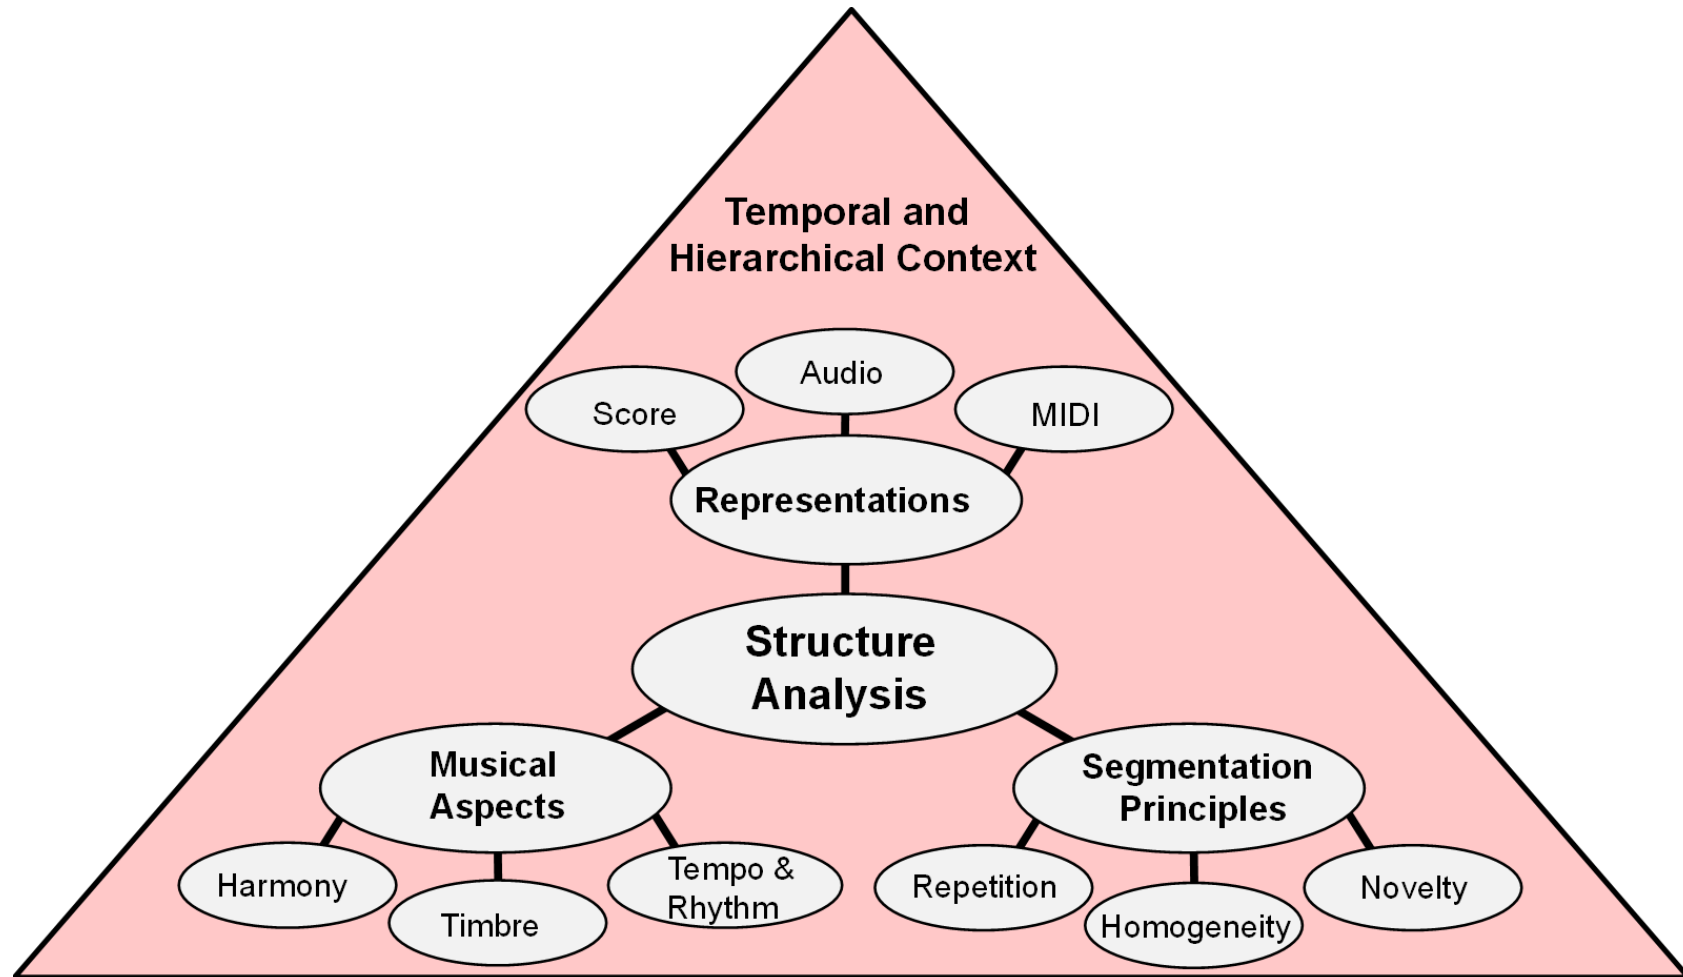 Temporal and
Hierarchical Context
Audio
Score
MIDI
Representations
Structure
Analysis
Musical
Aspects
Segmentation
Principles
Harmony
Timbre
Tempo &
Rhythm
Repetition
Homogeneity
Novelty